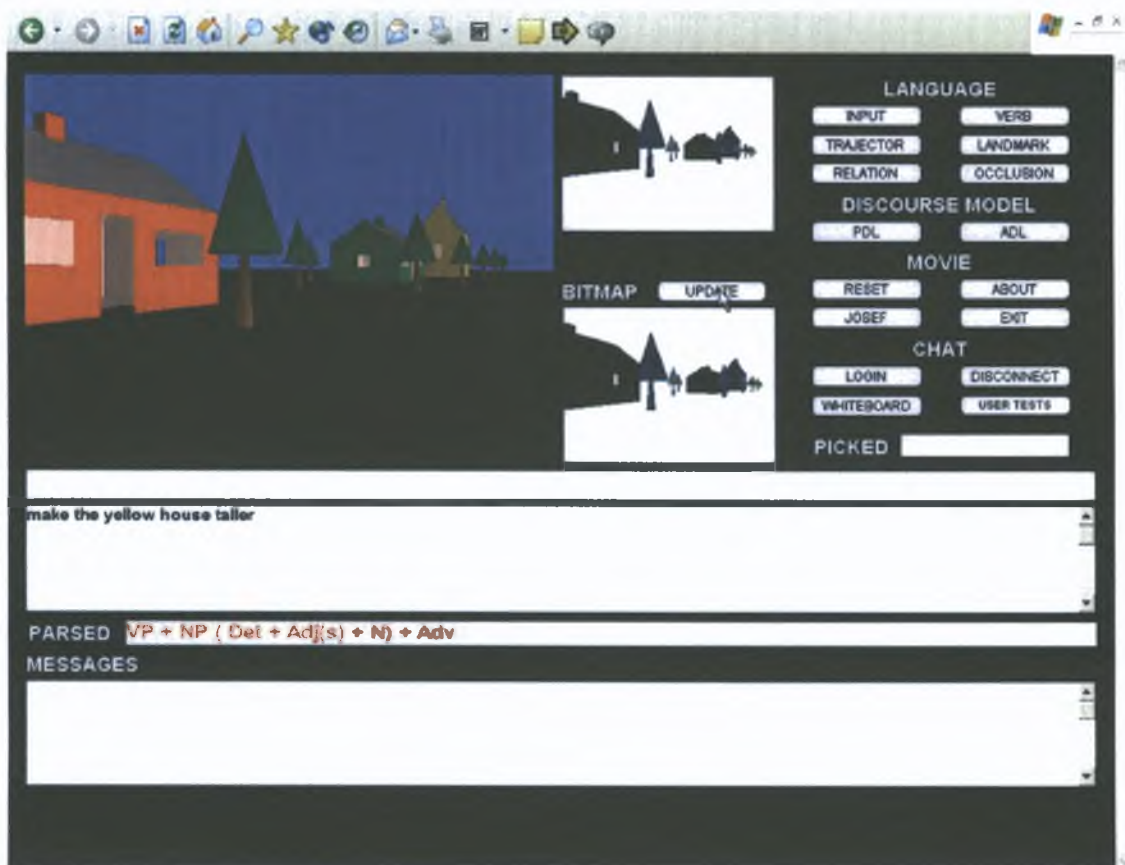 LANGUAGE
INPUT VERB
TRAJECTOR LANDMARK
RELATION OCCLUSION
DISCOURSE MODEL
PDL ADL
MOVIE
BITMAP UPDATE RESET ABOUT
JOSEF EXIT
CHAT
LOGIN DISCONNECT
WHITEBOARD USER TESTS
PICKED
make the yellow house taller
PARSED VP + NP ( Det + Adj(s) + N) + Adv
MESSAGES